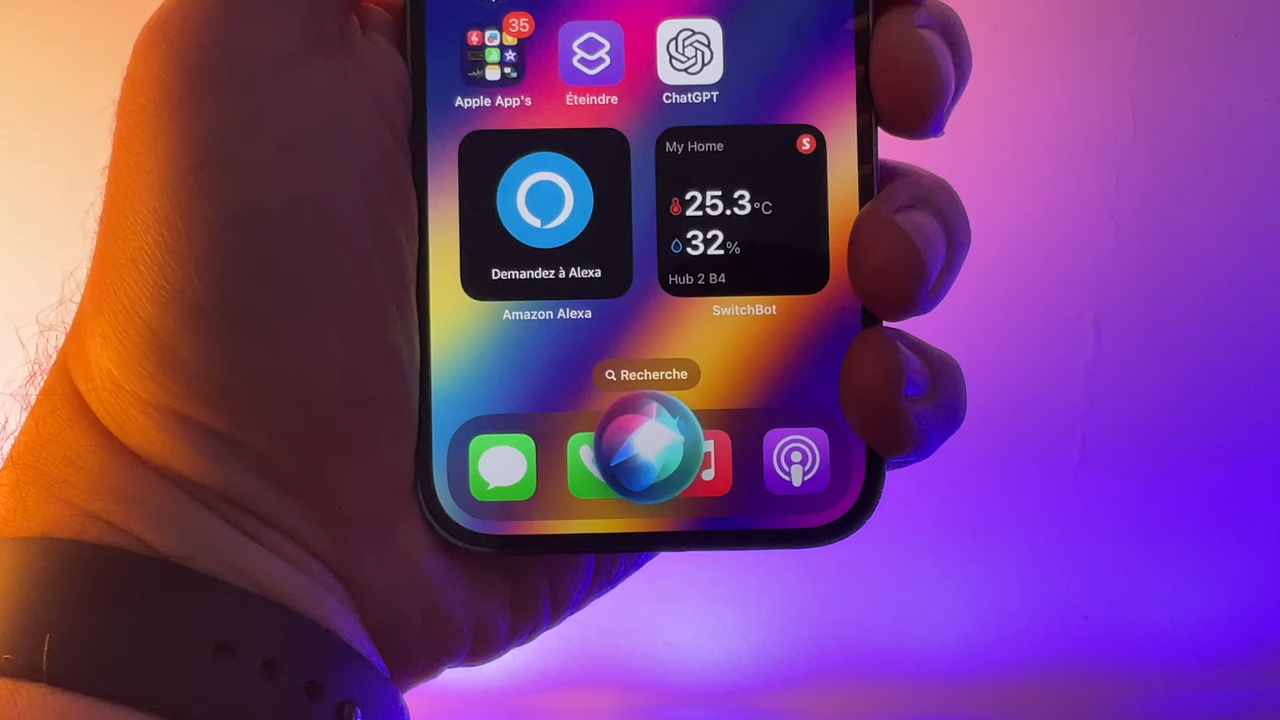 35
Apple App's
Éteindre
ChatGPT
Demandez à Alexa
Amazon Alexa
My Home
S
25.3°C
32%
Hub 2 B4
SwitchBot
Recherche